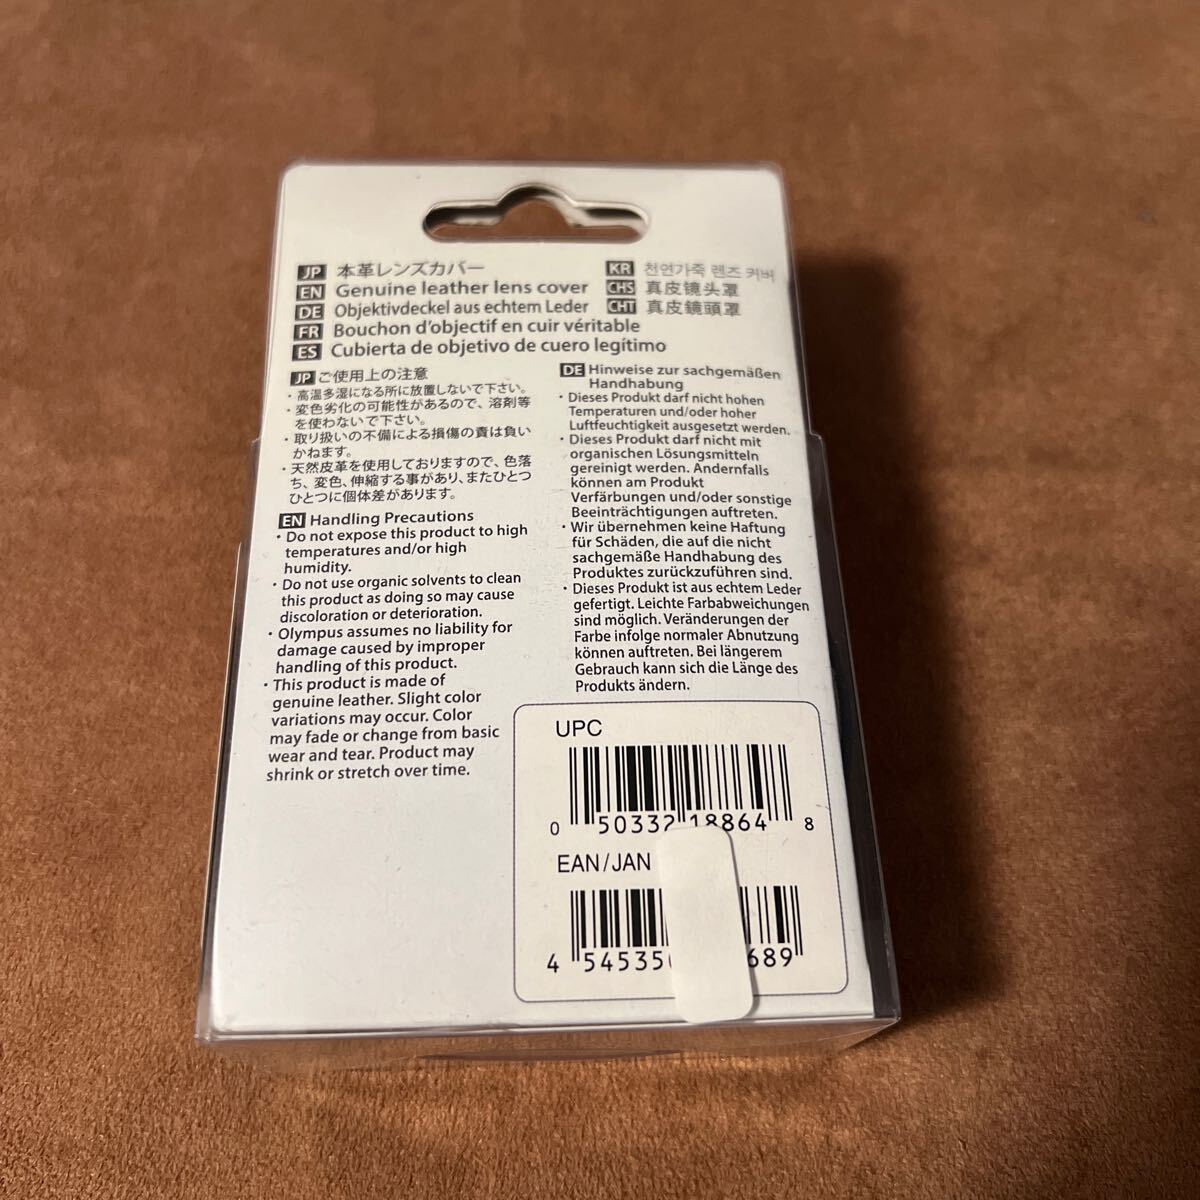 JP 本革レンズカバー
EN Genuine leather lens cover
DE Objektivdeckel aus echtem Leder
FR Bouchon d'objectif en cuir véritable
ES Cubierta de objetivo de cuero legítimo
KR 천연가죽 렌즈 커버
CHS 真皮镜头罩
CHT 真皮鏡頭罩
JP ご使用上の注意
・高温多湿になる所に放置しないで下さい。
・変色劣化の可能性があるので、溶剤等
を使わないで下さい。
・取り扱いの不備による損傷の責は負い
かねます。
・天然皮革を使用しておりますので、色落
ち、変色、伸縮する事があり、またひとつ
ひとつに個体差があります。
EN Handling Precautions
・Do not expose this product to high
temperatures and/or high
humidity.
・Do not use organic solvents to clean
this product as doing so may cause
discoloration or deterioration.
・Olympus assumes no liability for
damage caused by improper
handling of this product.
・This product is made of
genuine leather. Slight color
variations may occur. Color
may fade or change from basic
wear and tear. Product may
shrink or stretch over time.
DE Hinweise zur sachgemäßen
Handhabung
・Dieses Produkt darf nicht hohen
Temperaturen und/oder hoher
Luftfeuchtigkeit ausgesetzt werden.
・Dieses Produkt darf nicht mit
organischen Lösungsmitteln
gereinigt werden. Andernfalls
können am Produkt
Verfärbungen und/oder sonstige
Beeinträchtigungen auftreten.
・Wir übernehmen keine Haftung
für Schäden, die auf die nicht
sachgemäße Handhabung des
Produktes zurückzuführen sind.
・Dieses Produkt ist aus echtem Leder
gefertigt. Leichte Farbabweichungen
sind möglich. Veränderungen der
Farbe infolge normaler Abnutzung
können auftreten. Bei längerem
Gebrauch kann sich die Länge des
Produkts ändern.
UPC
0 50332 18864 8
EAN/JAN
4 54535 689